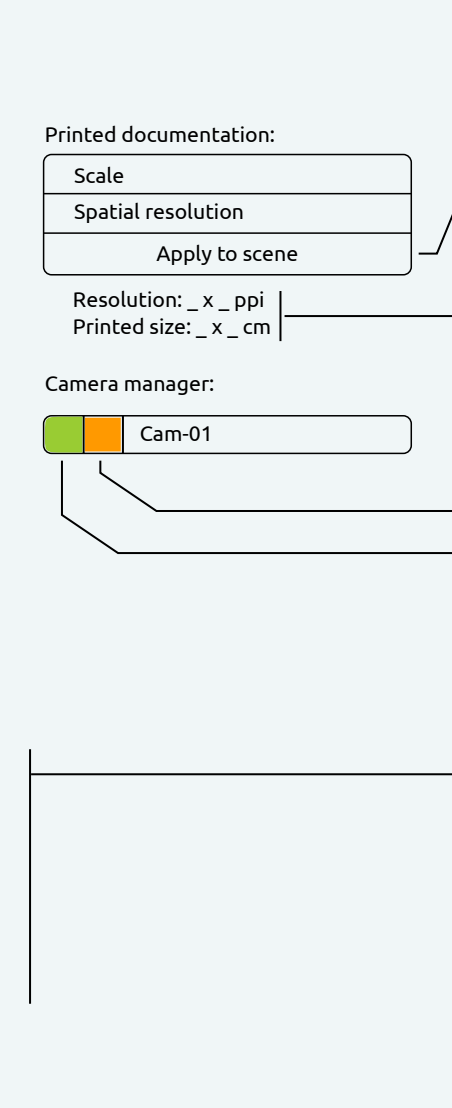 Printed documentation:
Scale
Spatial resolution
Apply to scene
Resolution: _ x _ ppi
Printed size: _ x _ cm
Camera manager:
Cam-01